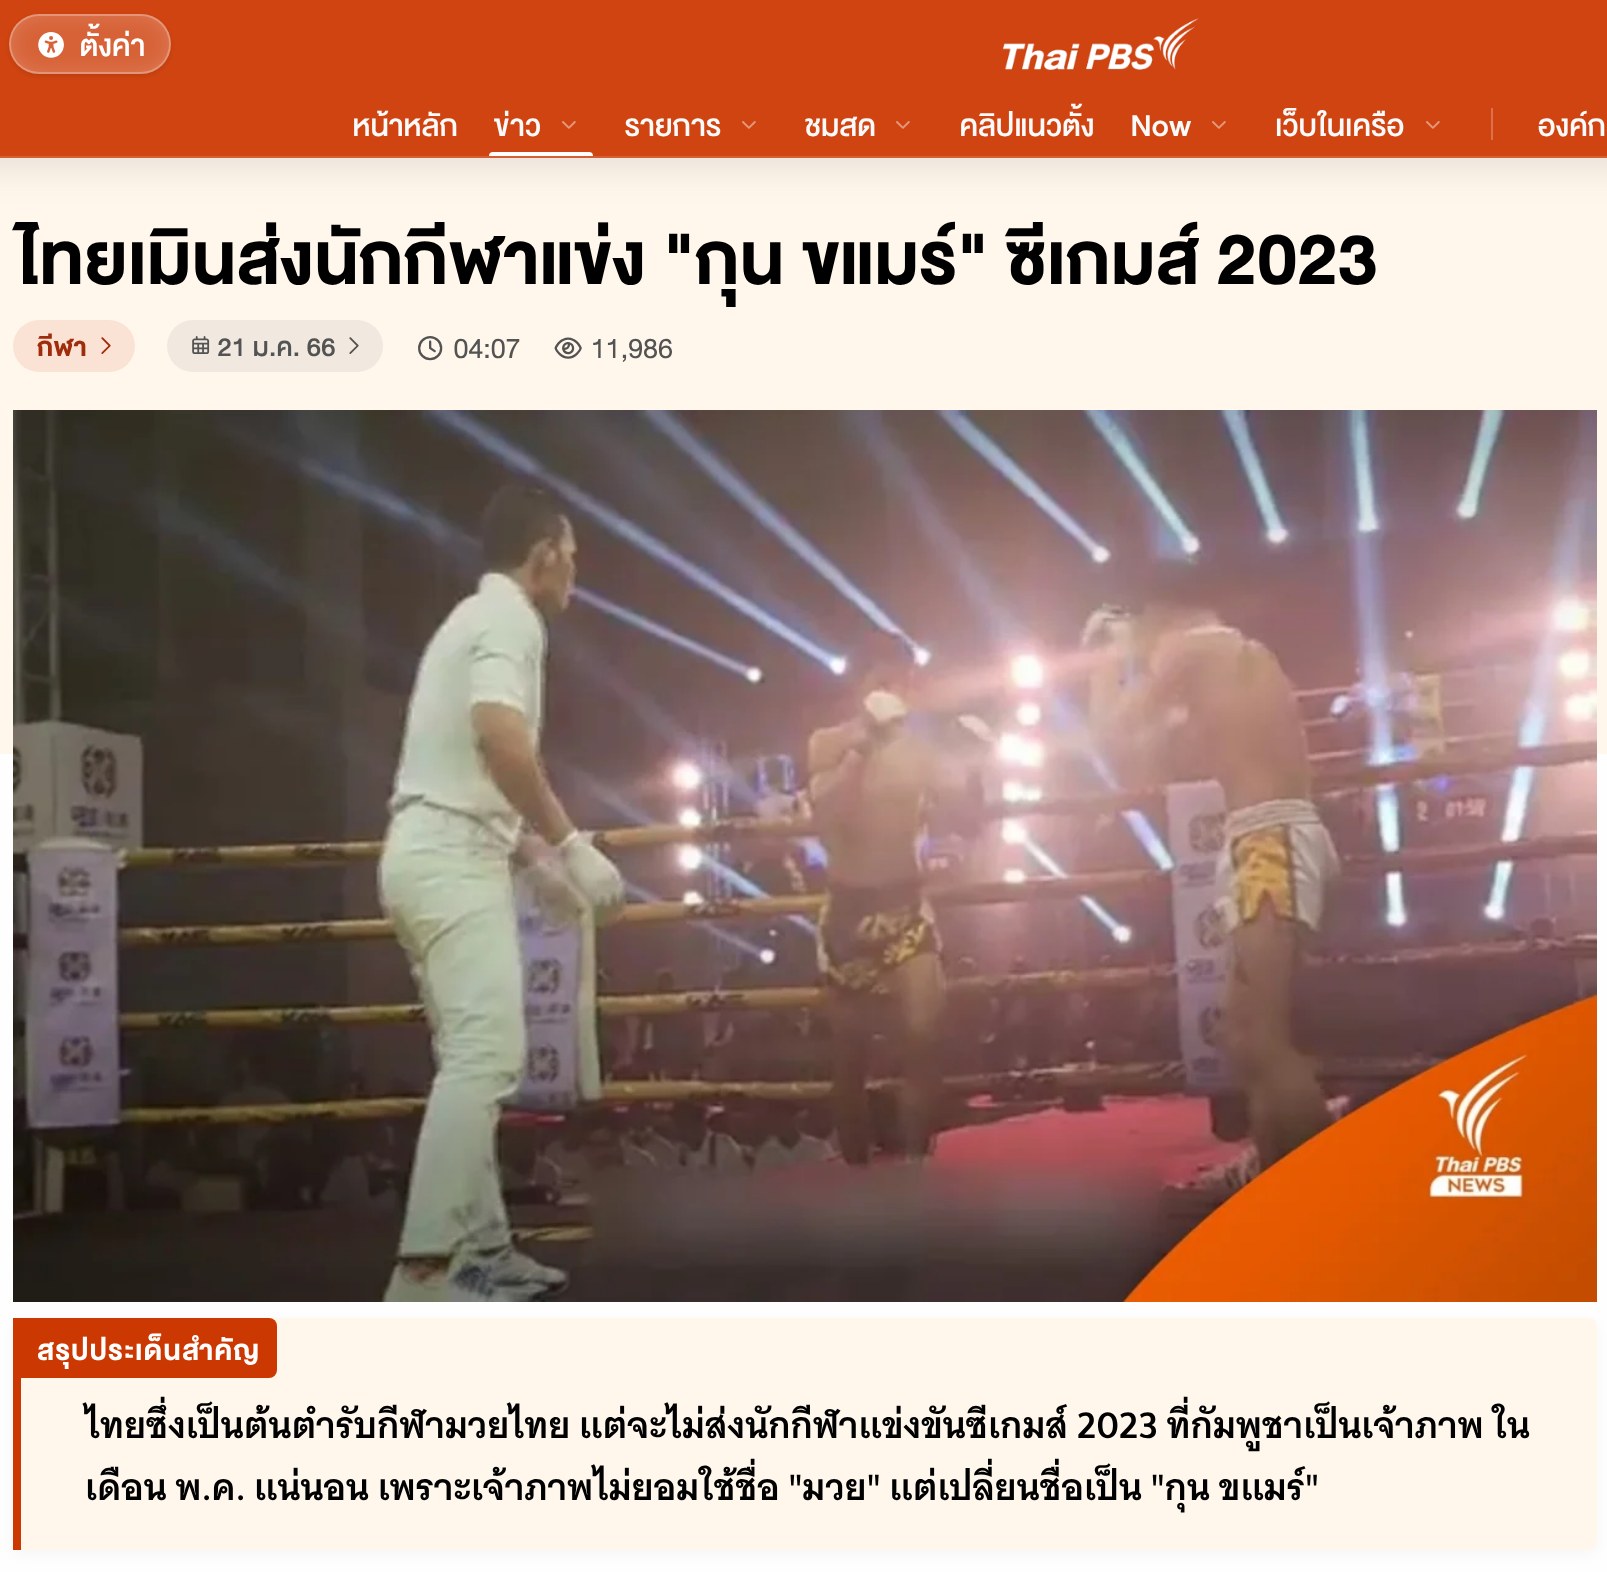 ตั้งค่า
Thai PBS
หน้าหลัก ข่าว รายการ ชมสด คลิปแนวตั้ง Now เว็บในเครือ องค์ก
ไทยเมินส่งนักกีฬาแข่ง "กุน ขแมร์" ซีเกมส์ 2023
กีฬา 21 ม.ค. 66 04:07 11,986
2 01:58
Thai PBS
NEWS
สรุปประเด็นสำคัญ
ไทยซึ่งเป็นต้นตำรับกีฬามวยไทย แต่จะไม่ส่งนักกีฬาแข่งขันซีเกมส์ 2023 ที่กัมพูชาเป็นเจ้าภาพ ใน
เดือน พ.ค. แน่นอน เพราะเจ้าภาพไม่ยอมใช้ชื่อ "มวย" แต่เปลี่ยนชื่อเป็น "กุน ขแมร์"